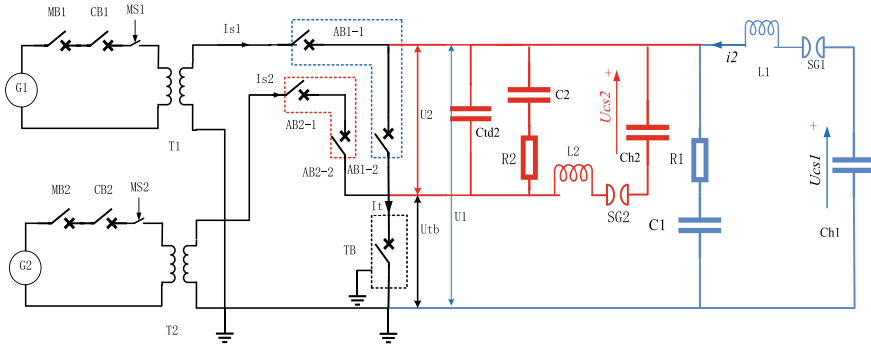 MB1 CB1 MS1
G1
T1
Is1
AB1-1
Is2
AB2-1
AB2-2
AB1-2
It
TB
Utb
U2
U1
Ctd2
C2
R2
L2
SG2
Ucs2
+
Ch2
R1
C1
i2
L1
SG1
+
Ucs1
Ch1
MB2 CB2 MS2
G2
T2